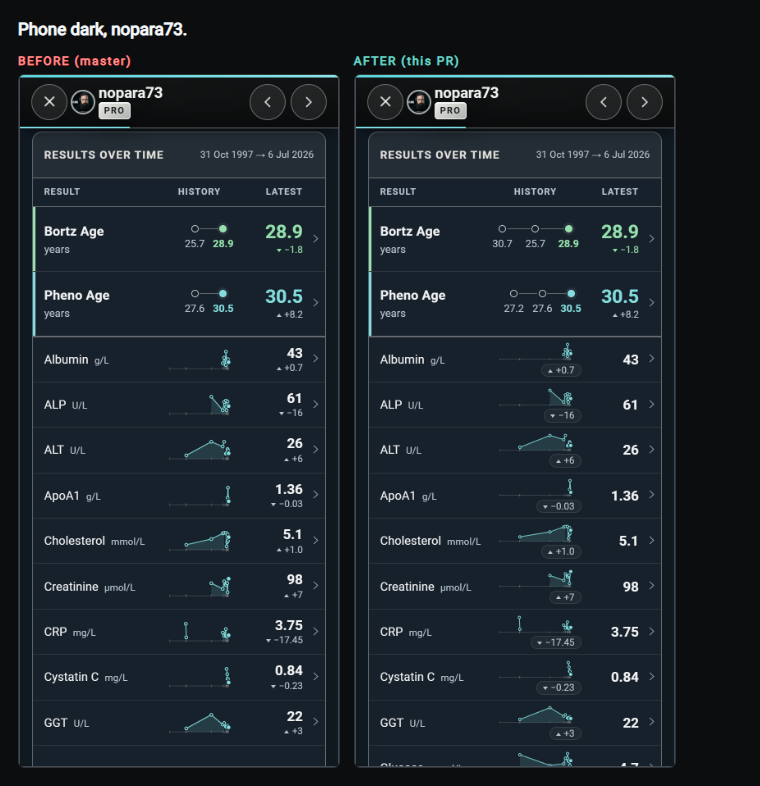 Phone dark, nopara73.
BEFORE (master)
nopara73
PRO
RESULTS OVER TIME 31 Oct 1997 → 6 Jul 2026
RESULT HISTORY LATEST
Bortz Age 28.9
years 25.7 28.9 ▼ −1.8
Pheno Age 30.5
years 27.6 30.5 ▲ +8.2
Albumin g/L 43
▲ +0.7
ALP U/L 61
▼ −16
ALT U/L 26
▲ +6
ApoA1 g/L 1.36
▼ −0.03
Cholesterol mmol/L 5.1
▲ +1.0
Creatinine µmol/L 98
▲ +7
CRP mg/L 3.75
▼ −17.45
Cystatin C mg/L 0.84
▼ −0.23
GGT U/L 22
▲ +3
AFTER (this PR)
nopara73
PRO
RESULTS OVER TIME 31 Oct 1997 → 6 Jul 2026
RESULT HISTORY LATEST
Bortz Age 28.9
years 30.7 25.7 28.9 ▼ −1.8
Pheno Age 30.5
years 27.2 27.6 30.5 ▲ +8.2
Albumin g/L 43
▲ +0.7
ALP U/L 61
▼ −16
ALT U/L 26
▲ +6
ApoA1 g/L 1.36
▼ −0.03
Cholesterol mmol/L 5.1
▲ +1.0
Creatinine µmol/L 98
▲ +7
CRP mg/L 3.75
▼ −17.45
Cystatin C mg/L 0.84
▼ −0.23
GGT U/L 22
▲ +3